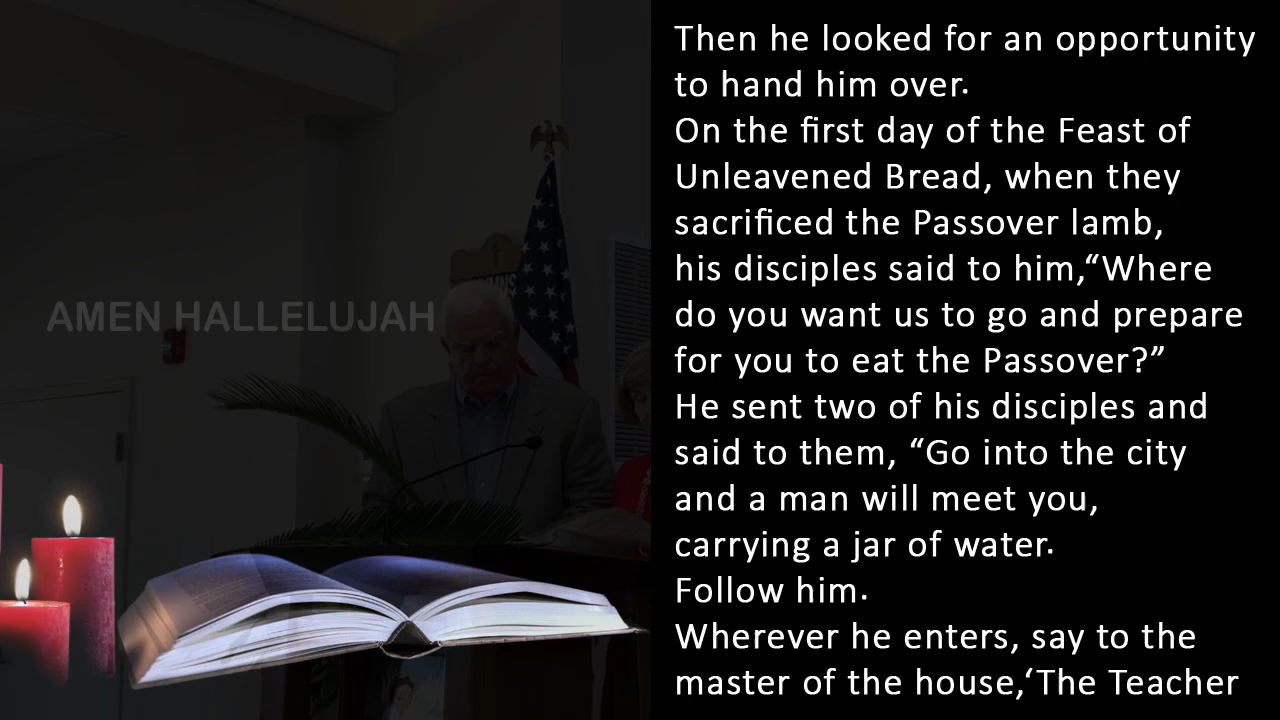 AMEN HALLELUJAH
Then he looked for an opportunity
to hand him over.
On the first day of the Feast of
Unleavened Bread, when they
sacrificed the Passover lamb,
his disciples said to him,“Where
do you want us to go and prepare
for you to eat the Passover?”
He sent two of his disciples and
said to them, “Go into the city
and a man will meet you,
carrying a jar of water.
Follow him.
Wherever he enters, say to the
master of the house,‘The Teacher